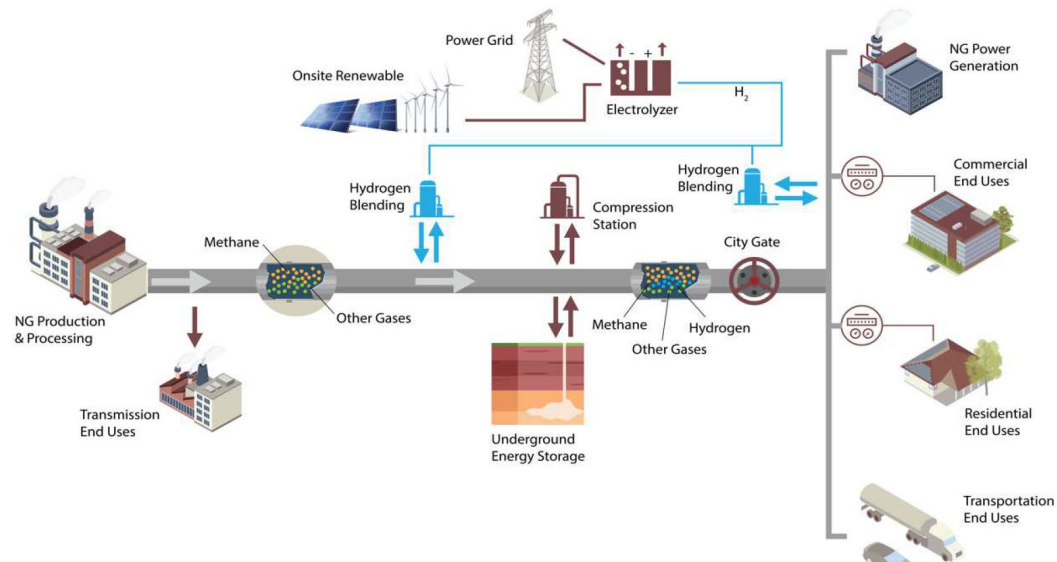 Power Grid
- +
Onsite Renewable
Electrolyzer
H2
NG Power
Generation
Hydrogen
Blending
Compression
Station
Hydrogen
Blending
Commercial
End Uses
Methane
Other Gases
City Gate
NG Production
& Processing
Methane
Hydrogen
Other Gases
Transmission
End Uses
Underground
Energy Storage
Residential
End Uses
Transportation
End Uses